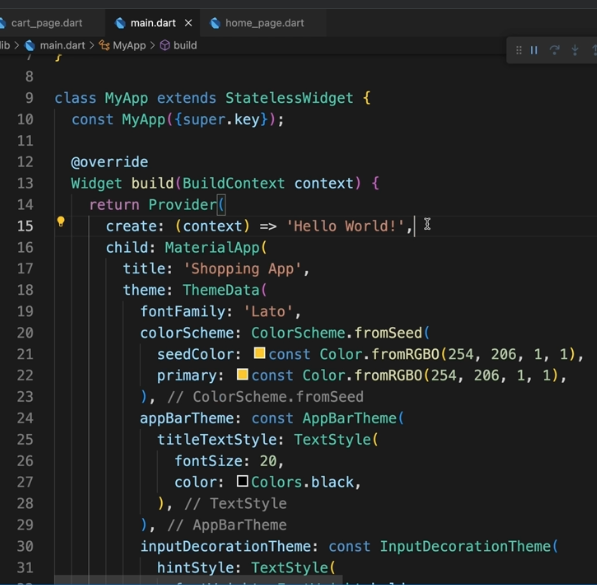 cart_page.dart
main.dart
home_page.dart
lib > main.dart > MyApp > build
7 }
8
9 class MyApp extends StatelessWidget {
10 const MyApp({super.key});
11
12 @override
13 Widget build(BuildContext context) {
14 return Provider(
15 create: (context) => 'Hello World!',
16 child: MaterialApp(
17 title: 'Shopping App',
18 theme: ThemeData(
19 fontFamily: 'Lato',
20 colorScheme: ColorScheme.fromSeed(
21 seedColor: const Color.fromRGBO(254, 206, 1, 1),
22 primary: const Color.fromRGBO(254, 206, 1, 1),
23 ), // ColorScheme.fromSeed
24 appBarTheme: const AppBarTheme(
25 titleTextStyle: TextStyle(
26 fontSize: 20,
27 color: Colors.black,
28 ), // TextStyle
29 ), // AppBarTheme
30 inputDecorationTheme: const InputDecorationTheme(
31 hintStyle: TextStyle(